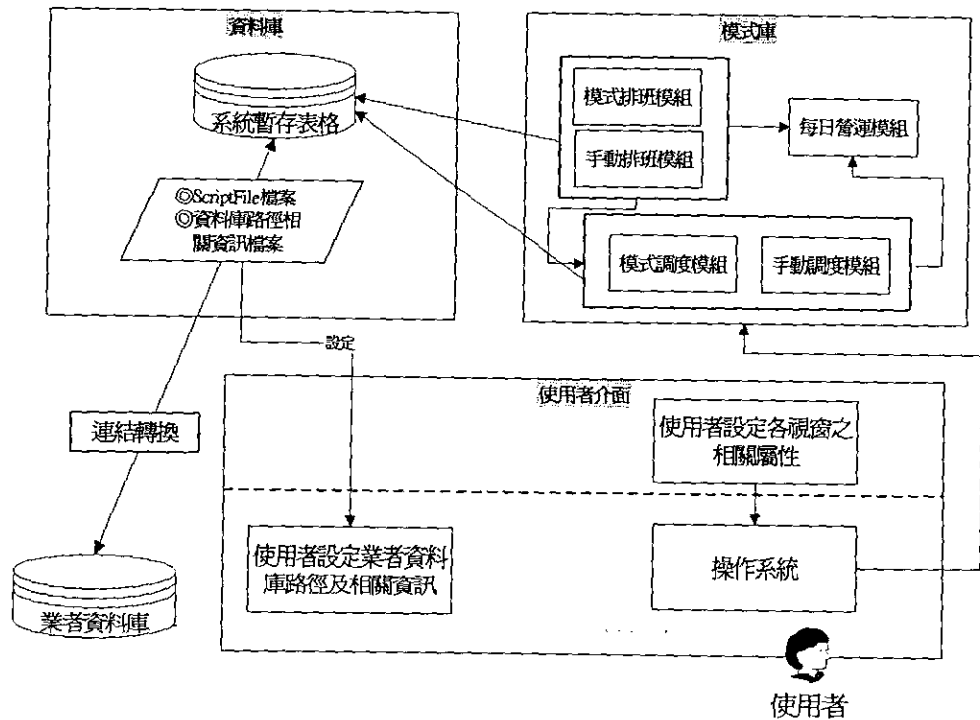 資料庫
系統暫存表格
◎ScriptFile檔案
◎資料庫路徑相
關資訊檔案
模式庫
模式排班模組
手動排班模組
每日營運模組
模式調度模組
手動調度模組
設定
連結轉換
業者資料庫
使用者介面
使用者設定各視窗之
相關屬性
使用者設定業者資料
庫路徑及相關資訊
操作系統
使用者